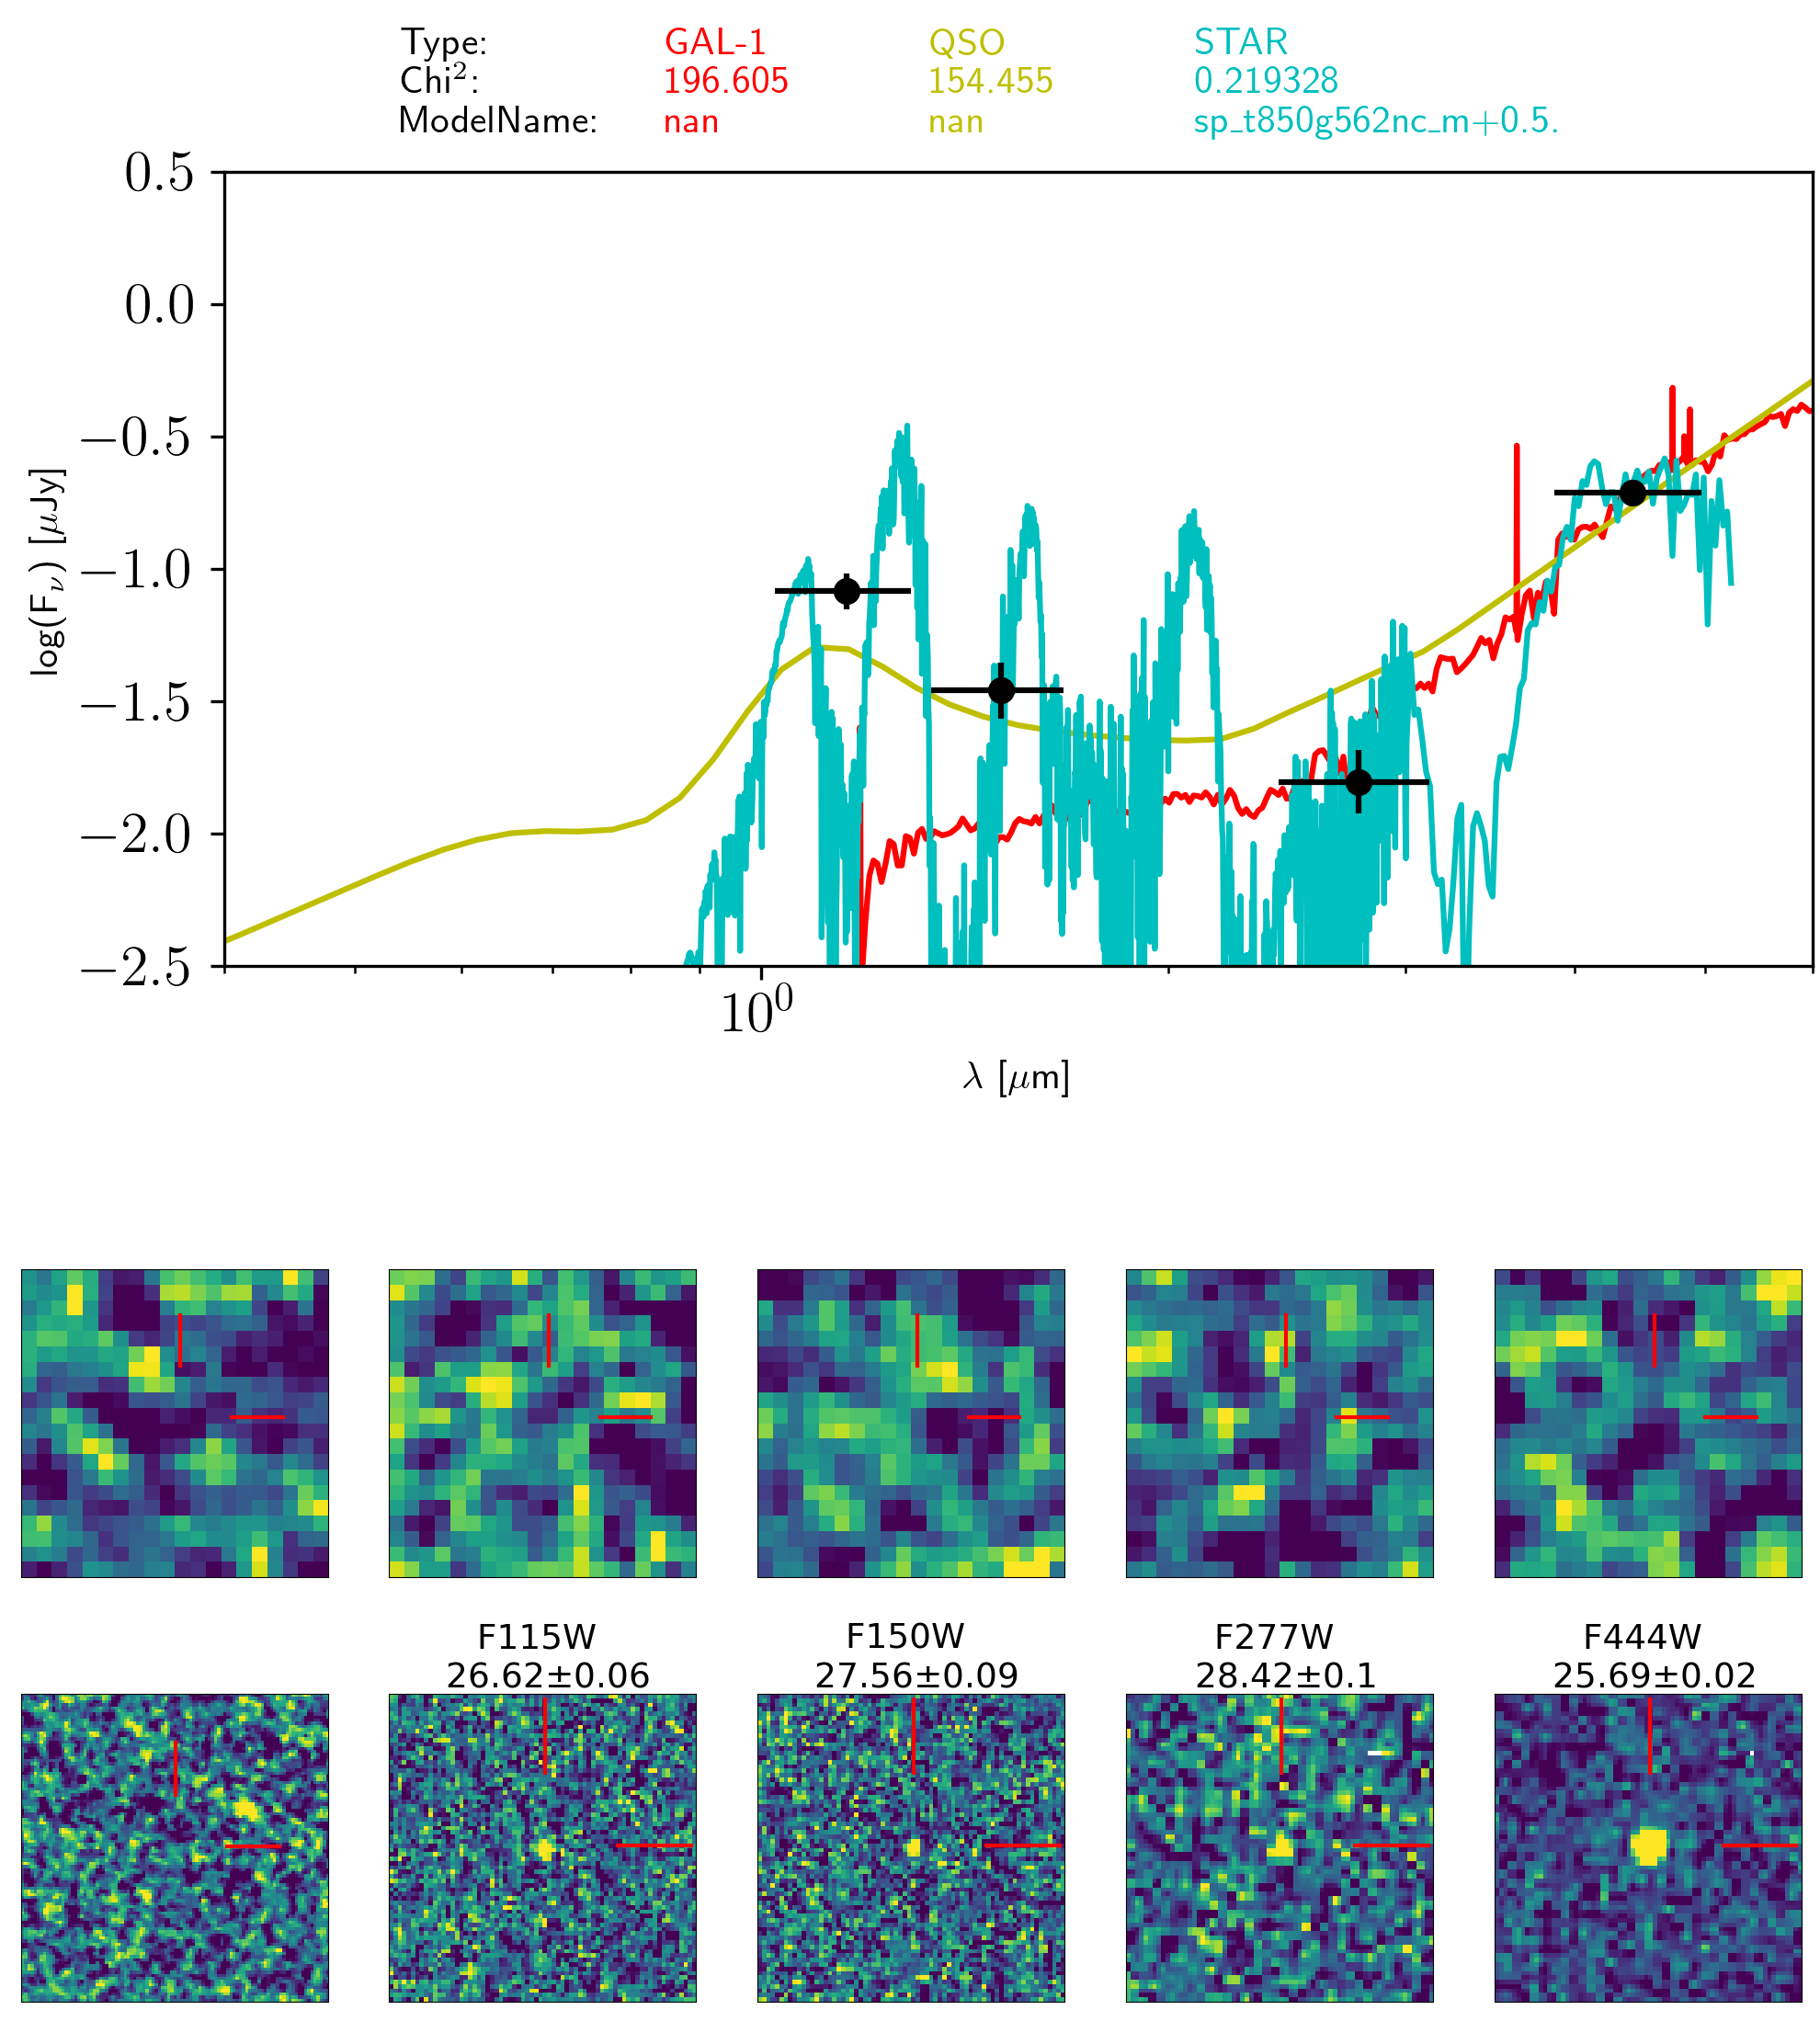 Type: GAL-1 QSO STAR
Chi²: 196.605 154.455 0.219328
ModelName: nan nan sp_t850g562nc_m+0.5.
0.5
0.0
−0.5
−1.0
−1.5
−2.0
−2.5
log(Fν) [μJy]
10⁰
λ [μm]
F115W F150W F277W F444W
26.62±0.06 27.56±0.09 28.42±0.1 25.69±0.02